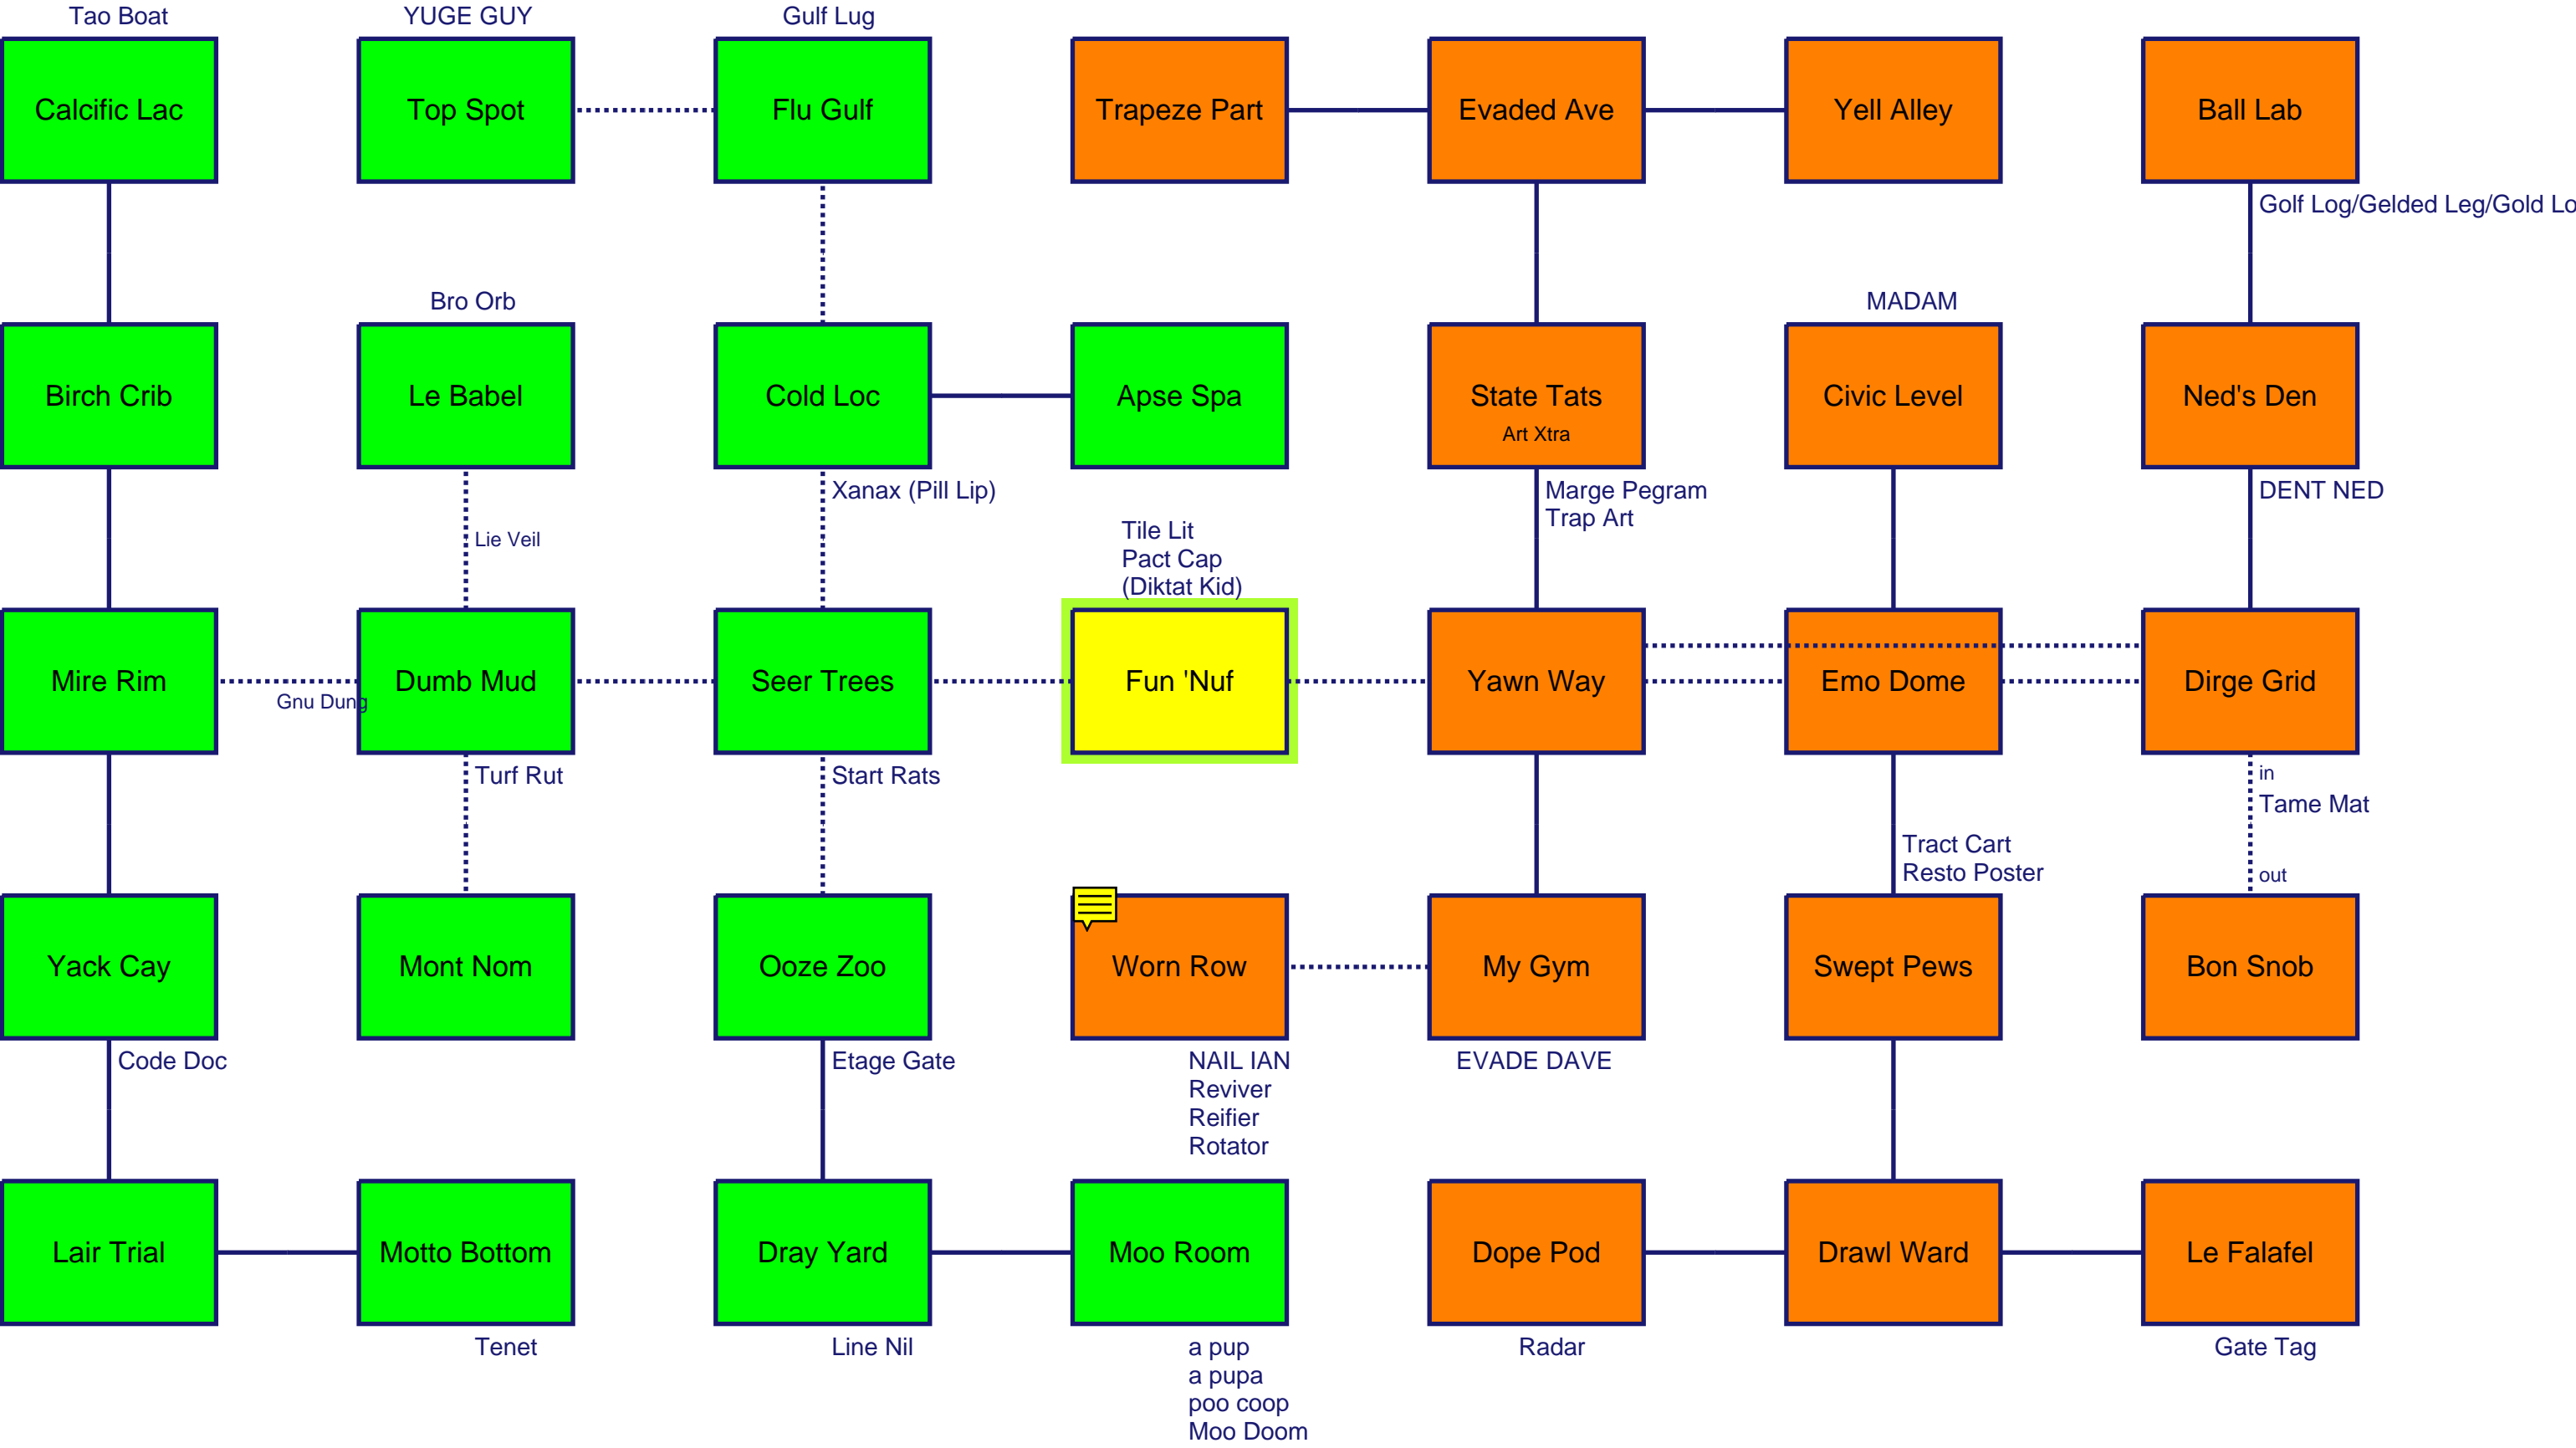 Tao Boat
YUGE GUY
Gulf Lug
Calcific Lac
Top Spot
Flu Gulf
Trapeze Part
Evaded Ave
Yell Alley
Ball Lab
Golf Log/Gelded Leg/Gold Lo
Bro Orb
MADAM
Birch Crib
Le Babel
Cold Loc
Apse Spa
State Tats
Art Xtra
Civic Level
Ned's Den
Xanax (Pill Lip)
Marge Pegram
Trap Art
DENT NED
Lie Veil
Tile Lit
Pact Cap
(Diktat Kid)
Mire Rim
Gnu Dung
Dumb Mud
Seer Trees
Fun 'Nuf
Yawn Way
Emo Dome
Dirge Grid
Turf Rut
Start Rats
in
Tame Mat
Tract Cart
Resto Poster
out
Yack Cay
Mont Nom
Ooze Zoo
Worn Row
My Gym
Swept Pews
Bon Snob
Code Doc
Etage Gate
NAIL IAN
Reviver
Reifier
Rotator
EVADE DAVE
Lair Trial
Motto Bottom
Dray Yard
Moo Room
Dope Pod
Drawl Ward
Le Falafel
Tenet
Line Nil
a pup
a pupa
poo coop
Moo Doom
Radar
Gate Tag